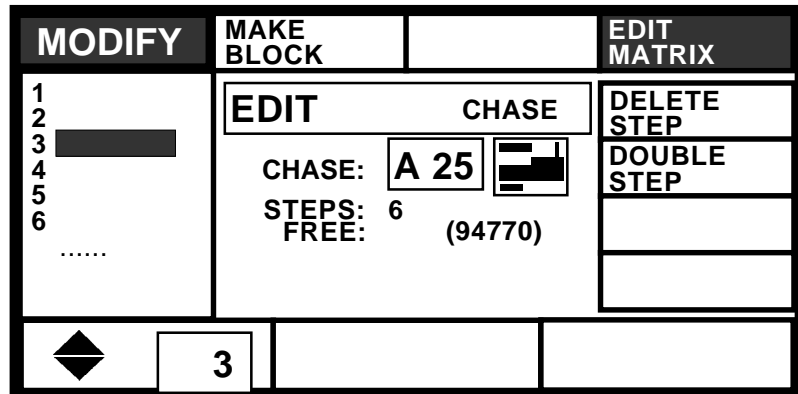 MODIFY
MAKE
BLOCK
EDIT
MATRIX
1
2
3
4
5
6
......
EDIT CHASE
CHASE: A 25
STEPS: 6
FREE: (94770)
DELETE
STEP
DOUBLE
STEP
3